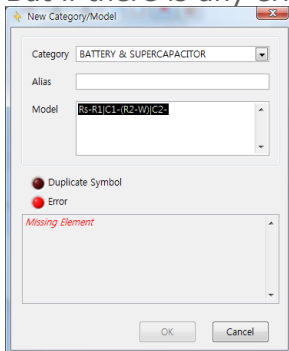 New Category/Model
Category BATTERY & SUPERCAPACITOR
Alias
Model Rs-R1|C1-(R2-W)|C2-
Duplicate Symbol
Error
Missing Element
OK Cancel